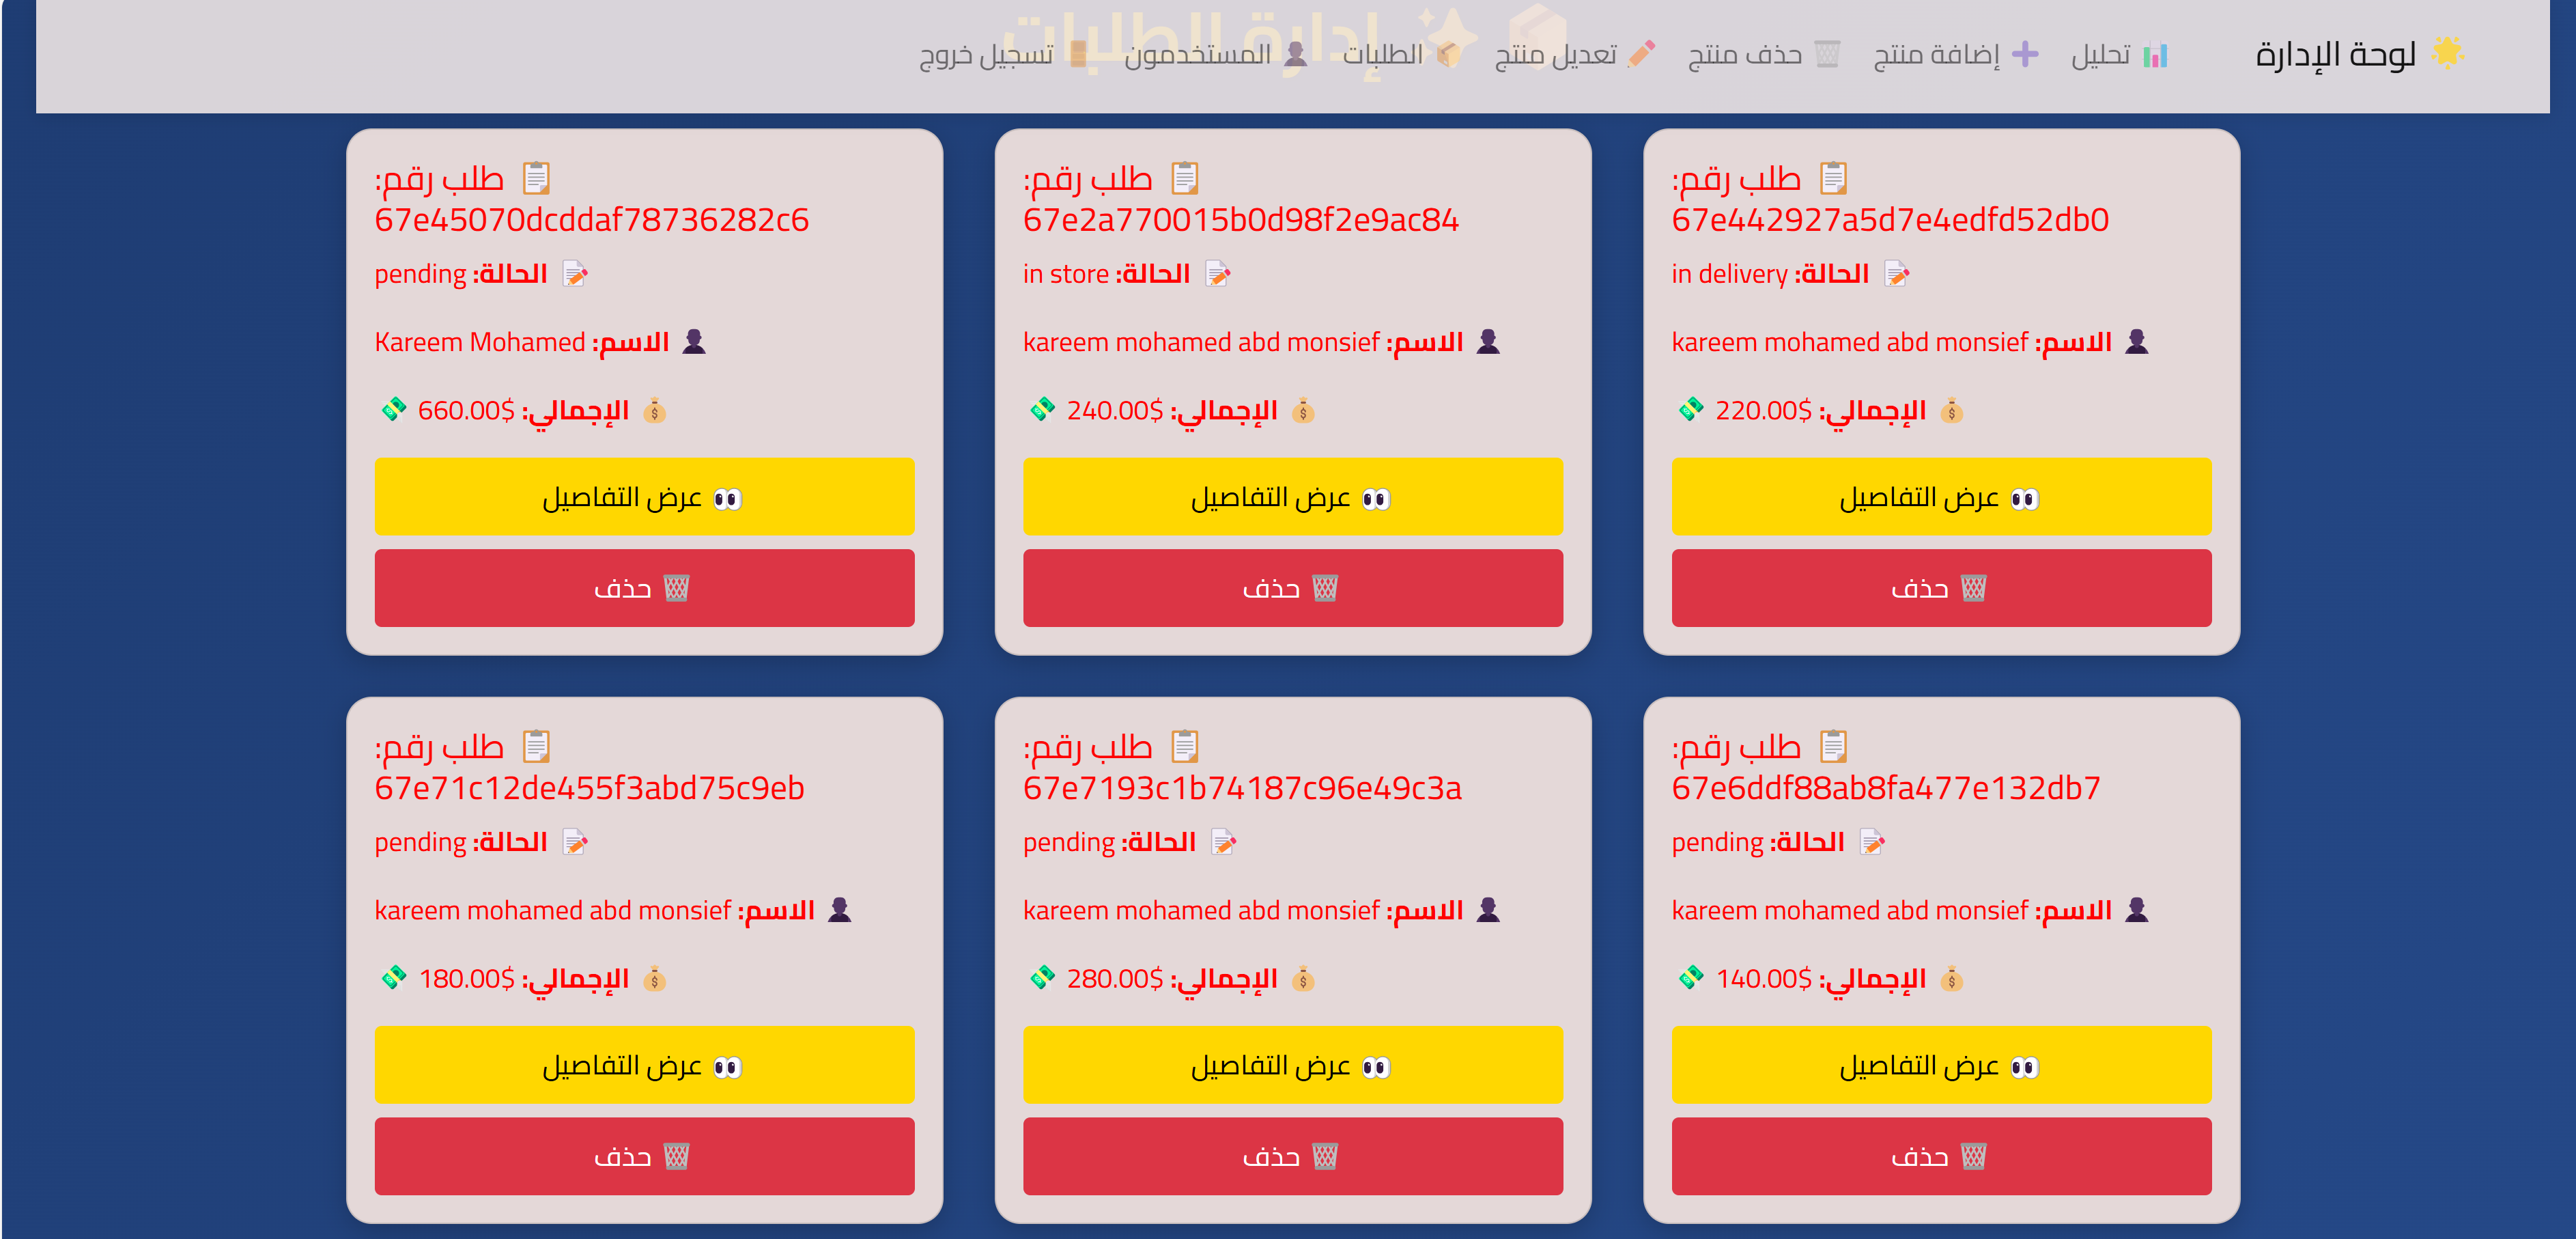 🌟 لوحة الإدارة
📊 تحليل
➕ إضافة منتج
🗑️ حذف منتج
✏️ تعديل منتج
📦 الطلبات
👤 المستخدمون
🚪 تسجيل خروج
📦 ✨ إدارة الطلبات
📋 طلب رقم:
67e442927a5d7e4edfd52db0
📝 الحالة: in delivery
👤 الاسم: kareem mohamed abd monsief
💰 الإجمالي: 220.00$ 💸
👀 عرض التفاصيل
🗑️ حذف
📋 طلب رقم:
67e2a770015b0d98f2e9ac84
📝 الحالة: in store
👤 الاسم: kareem mohamed abd monsief
💰 الإجمالي: 240.00$ 💸
👀 عرض التفاصيل
🗑️ حذف
📋 طلب رقم:
67e45070dcddaf78736282c6
📝 الحالة: pending
👤 الاسم: Kareem Mohamed
💰 الإجمالي: 660.00$ 💸
👀 عرض التفاصيل
🗑️ حذف
📋 طلب رقم:
67e6ddf88ab8fa477e132db7
📝 الحالة: pending
👤 الاسم: kareem mohamed abd monsief
💰 الإجمالي: 140.00$ 💸
👀 عرض التفاصيل
🗑️ حذف
📋 طلب رقم:
67e7193c1b74187c96e49c3a
📝 الحالة: pending
👤 الاسم: kareem mohamed abd monsief
💰 الإجمالي: 280.00$ 💸
👀 عرض التفاصيل
🗑️ حذف
📋 طلب رقم:
67e71c12de455f3abd75c9eb
📝 الحالة: pending
👤 الاسم: kareem mohamed abd monsief
💰 الإجمالي: 180.00$ 💸
👀 عرض التفاصيل
🗑️ حذف